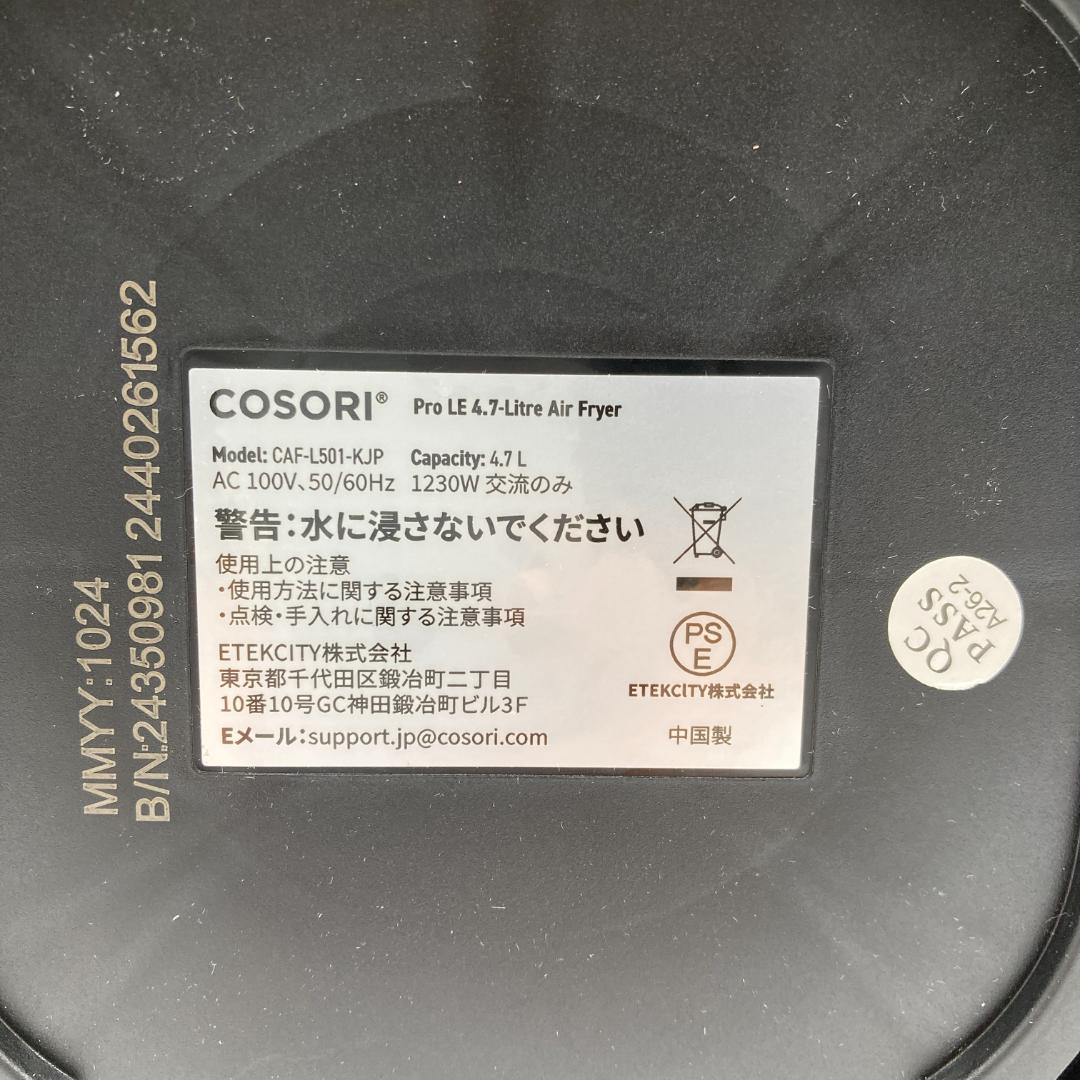 COSORI® Pro LE 4.7-Litre Air Fryer
Model: CAF-L501-KJP Capacity: 4.7 L
AC 100V、50/60Hz 1230W 交流のみ
警告：水に浸さないでください
使用上の注意
・使用方法に関する注意事項
・点検・手入れに関する注意事項
ETEKCITY株式会社
東京都千代田区鍛冶町二丁目
10番10号GC神田鍛冶町ビル3F
Eメール：support.jp@cosori.com
PS
E
ETEKCITY株式会社
中国製
MMYY:1024
B/N:24350981 2440261562
QC
PASS
A26-2